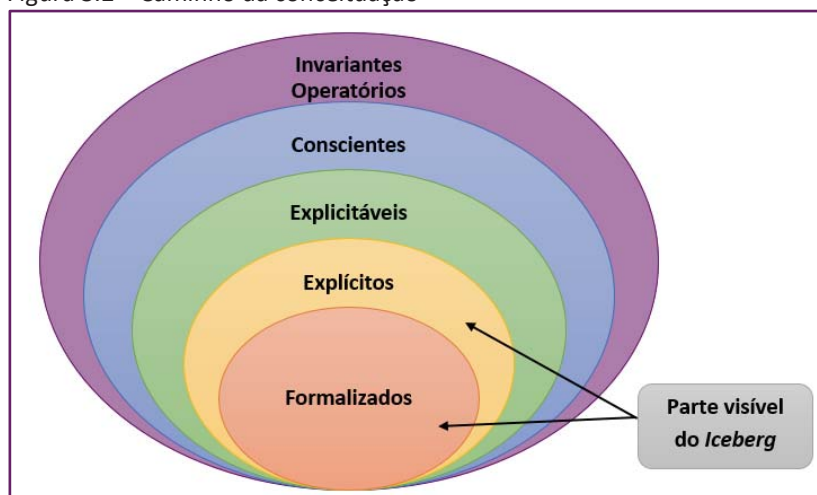 Invariantes
Operatórios
Conscientes
Explicitáveis
Explícitos
Formalizados
Parte visível
do Iceberg